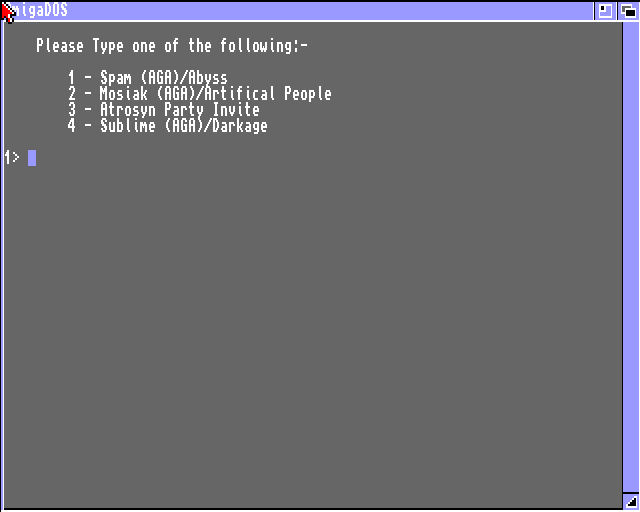 migaDOS
Please Type one of the following:-
1 - Spam (AGA)/Abyss
2 - Mosiak (AGA)/Artifical People
3 - Atrosyn Party Invite
4 - Sublime (AGA)/Darkage
1>